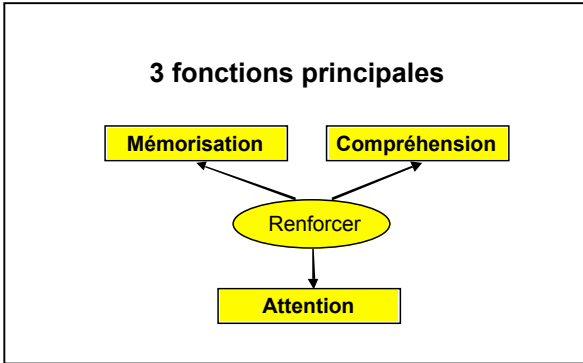 3 fonctions principales
Mémorisation
Compréhension
Renforcer
Attention